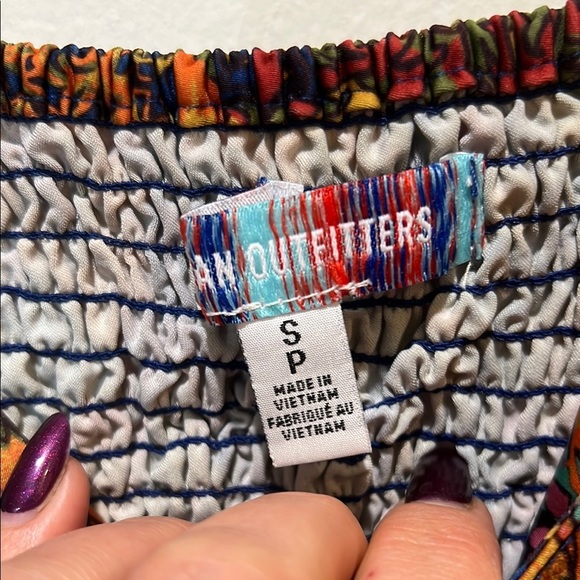 AN OUTFITTERS
S
P
MADE IN
VIETNAM
FABRIQUÉ AU
VIETNAM